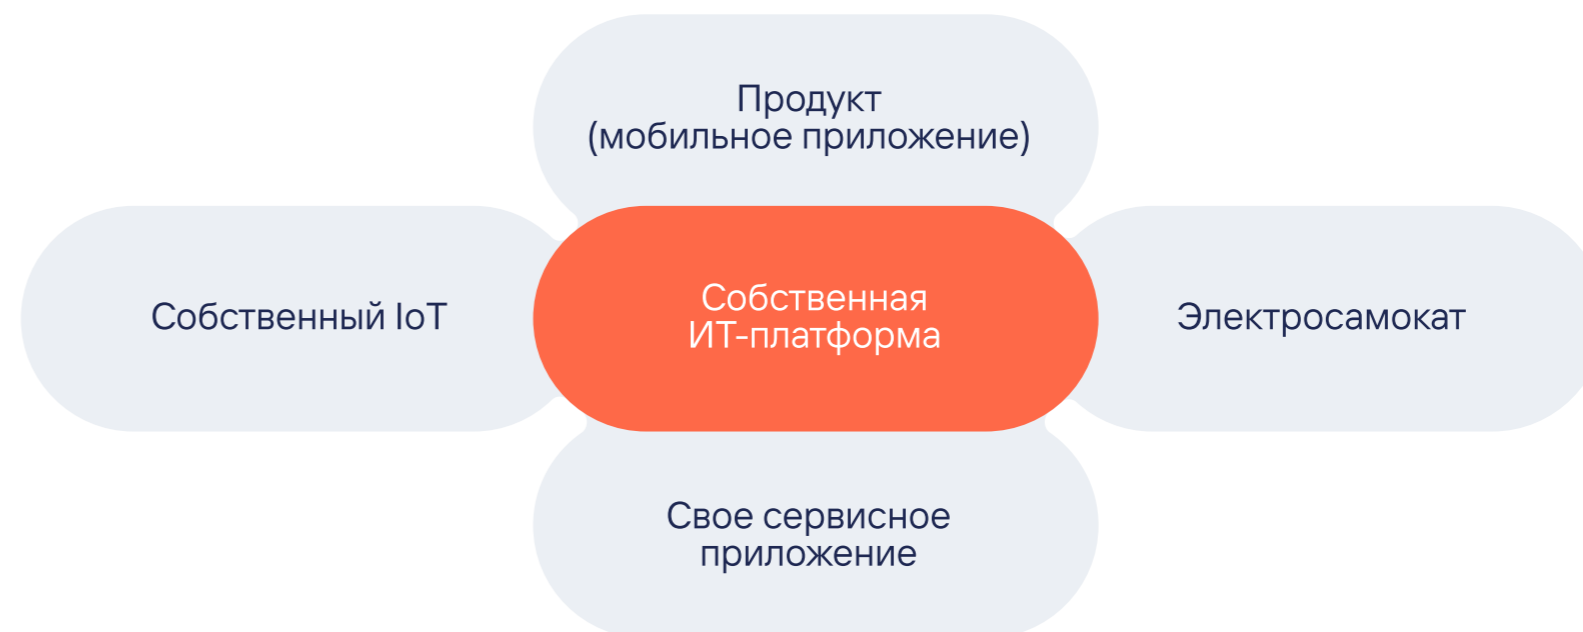 Продукт
(мобильное приложение)
Собственный IoT
Собственная
ИТ-платформа
Электросамокат
Свое сервисное
приложение